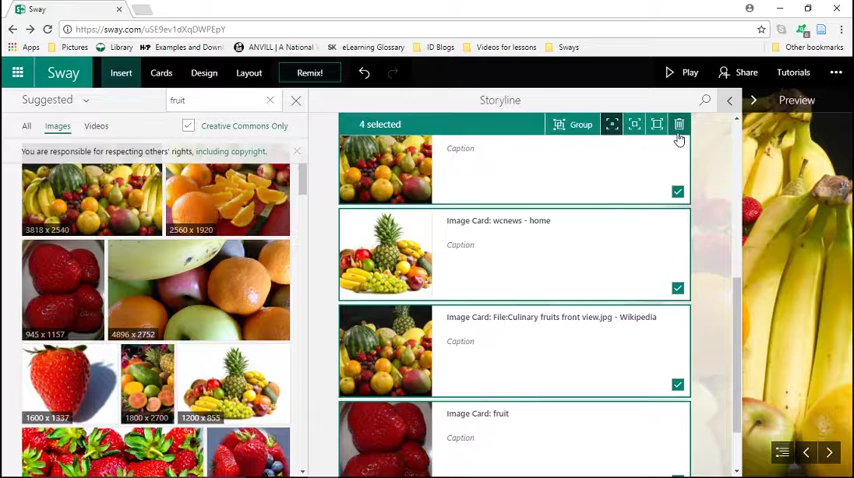 Sway
https://sway.com/uSE9ev1dXqDWPEpY
Apps Pictures Library Examples and Down ANVILL | A National eLearning Journals ID Blogs Videos for lessons Sways Other bookmarks
Sway Insert Cards Design Layout Remix! Play Share Tutorials
Suggested fruit Storyline Preview
All Images Videos Creative Commons Only
4 selected Group
You are responsible for respecting others' rights, including copyright.
Caption
3818 x 2540 2560 x 1920
Image Card: wcnews - home
Caption
945 x 1157 4896 x 2752
Image Card: File:Culinary fruits front view.jpg - Wikipedia
Caption
1600 x 1337 1800 x 2700 1200 x 855
Image Card: fruit
Caption